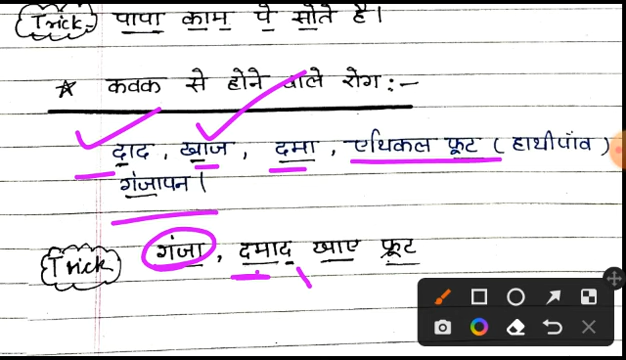 Trick पापा काम पे सोते है।
☆ कवक से होने वाले रोग :-
दाद, खाज, दमा, एथिकल फूट (हाथीपाँव)
गंजापन।
Trick गंजा, दमाद खाए फ्रूट